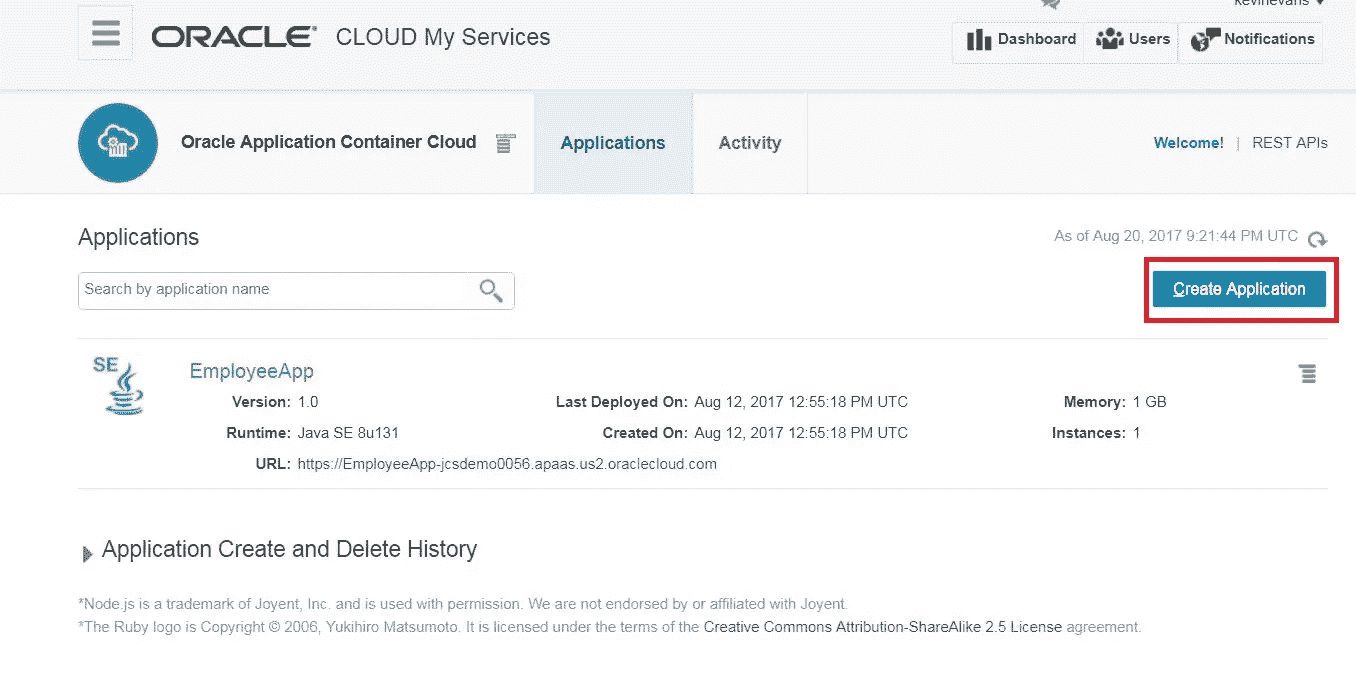 kevinevans
ORACLE CLOUD My Services
Dashboard Users Notifications
Oracle Application Container Cloud Applications Activity Welcome! | REST APIs
Applications
As of Aug 20, 2017 9:21:44 PM UTC
Search by application name
Create Application
SE
EmployeeApp
Version: 1.0 Last Deployed On: Aug 12, 2017 12:55:18 PM UTC Memory: 1 GB
Runtime: Java SE 8u131 Created On: Aug 12, 2017 12:55:18 PM UTC Instances: 1
URL: https://EmployeeApp-jcsdemo0056.apaas.us2.oraclecloud.com
Application Create and Delete History
*Node.js is a trademark of Joyent, Inc. and is used with permission. We are not endorsed by or affiliated with Joyent.
*The Ruby logo is Copyright © 2006, Yukihiro Matsumoto. It is licensed under the terms of the Creative Commons Attribution-ShareAlike 2.5 License agreement.